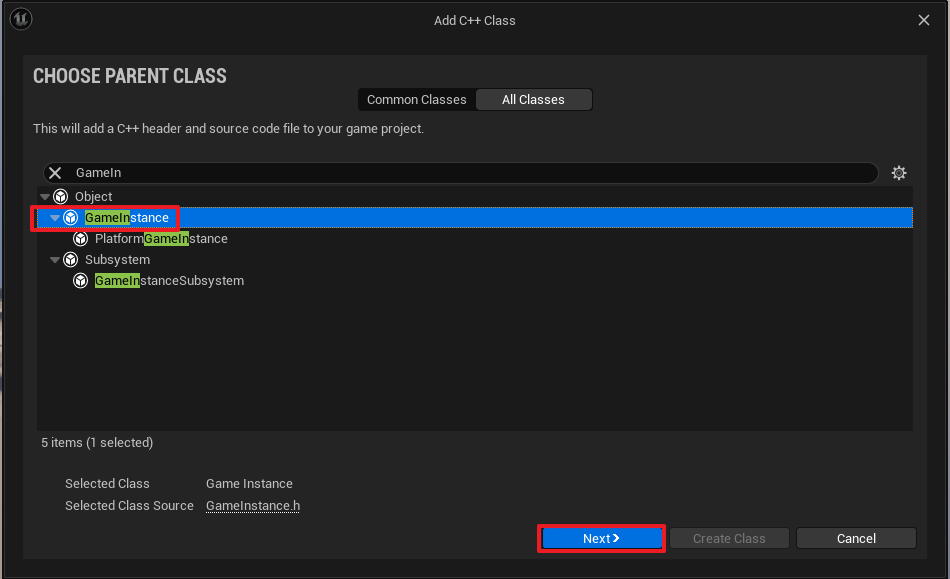 Add C++ Class
CHOOSE PARENT CLASS
Common Classes All Classes
This will add a C++ header and source code file to your game project.
GameIn
Object
GameInstance
PlatformGameInstance
Subsystem
GameInstanceSubsystem
5 items (1 selected)
Selected Class Game Instance
Selected Class Source GameInstance.h
Next Create Class Cancel